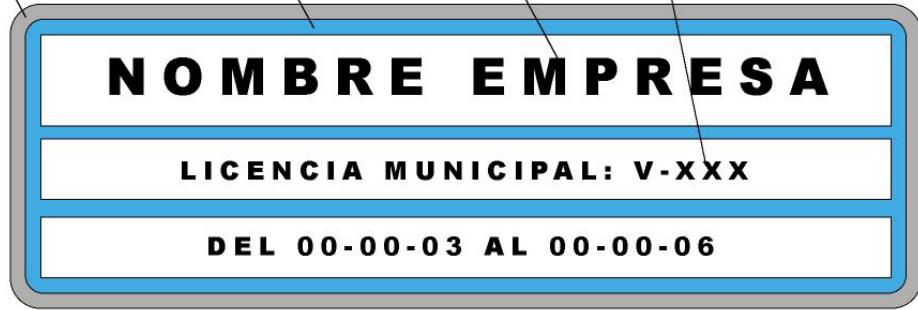 NOMBRE EMPRESA
LICENCIA MUNICIPAL: V-XXX
DEL 00-00-03 AL 00-00-06